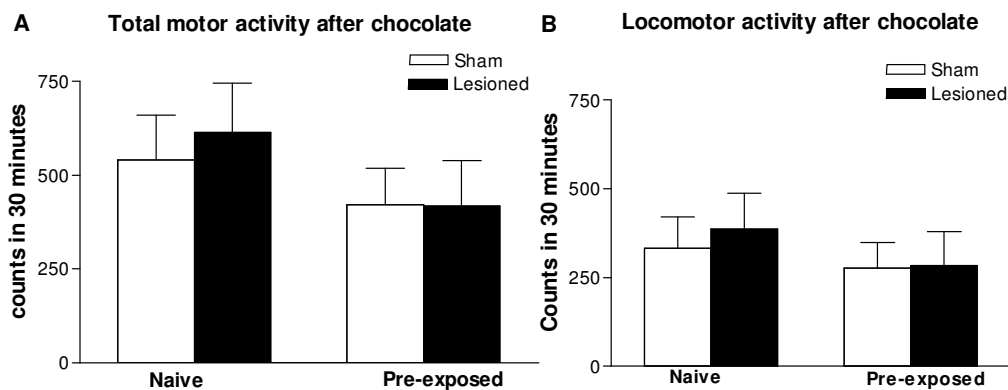 A
Total motor activity after chocolate
Sham
Lesioned
750
500
250
0
counts in 30 minutes
Naive
Pre-exposed
B
Locomotor activity after chocolate
Sham
Lesioned
750
500
250
0
Counts in 30 minutes
Naive
Pre-exposed